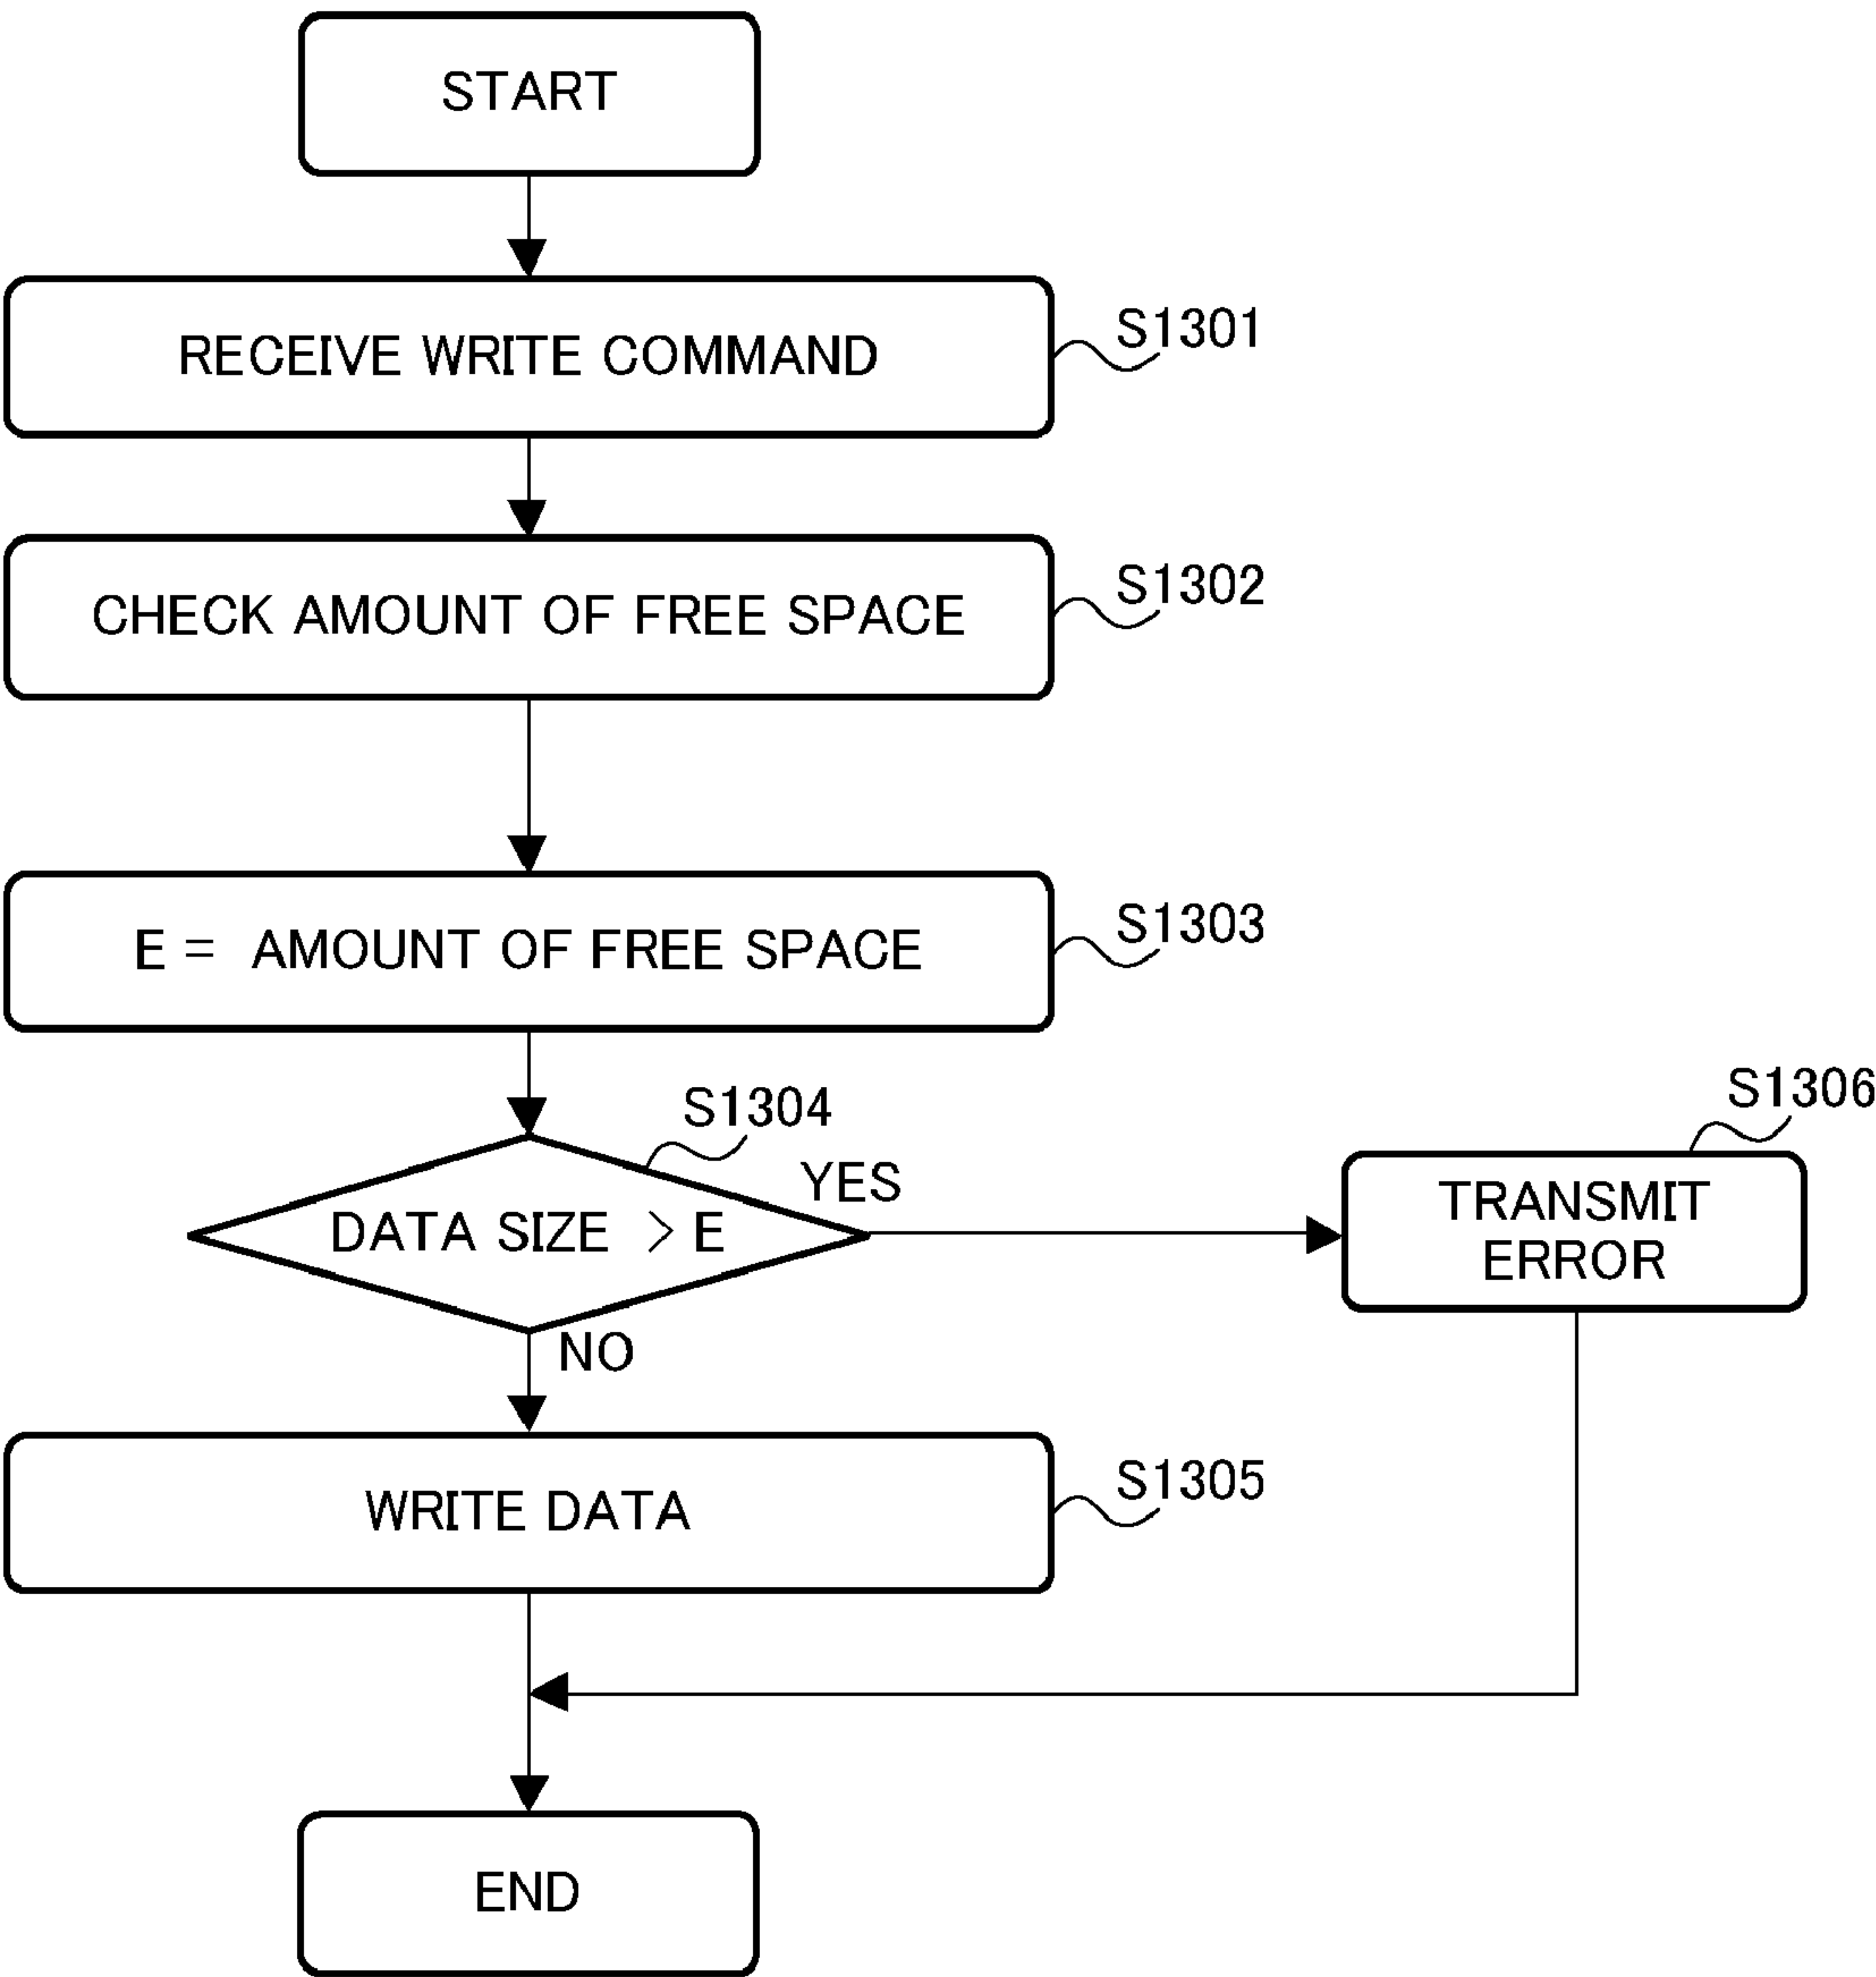 START
RECEIVE WRITE COMMAND
S1301
CHECK AMOUNT OF FREE SPACE
S1302
E = AMOUNT OF FREE SPACE
S1303
S1304
DATA SIZE > E
YES
S1306
TRANSMIT
ERROR
NO
WRITE DATA
S1305
END